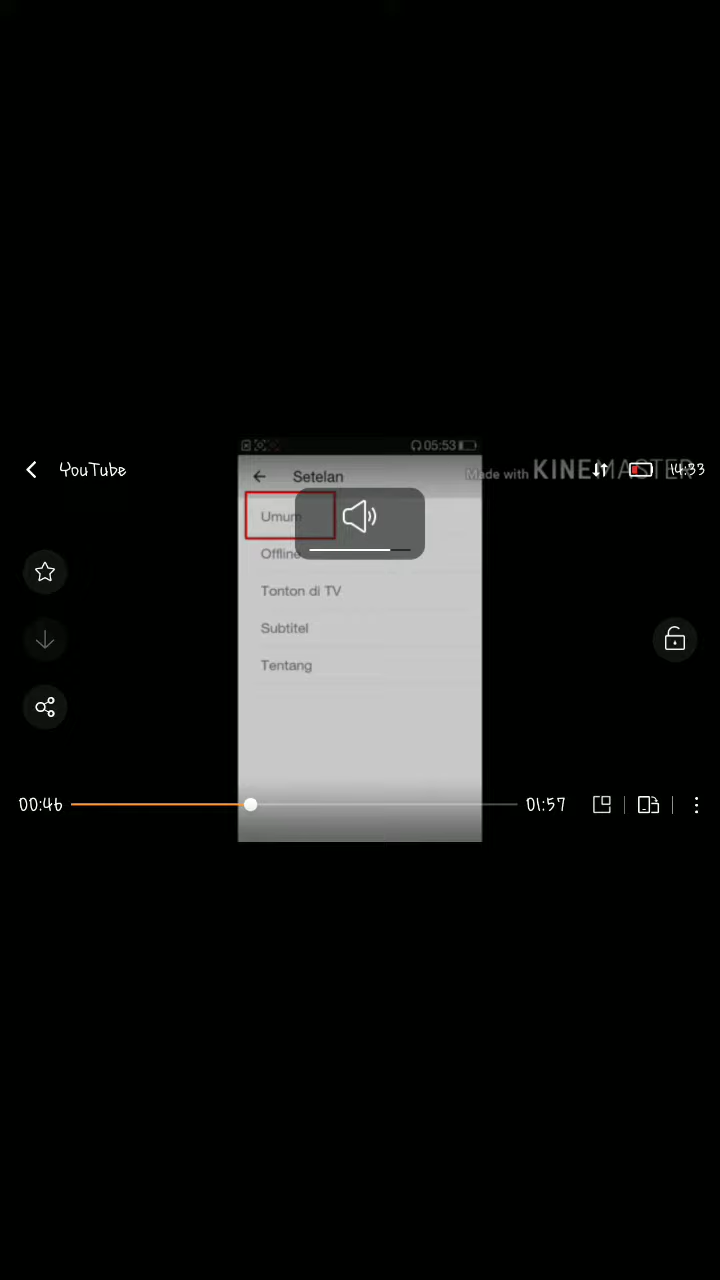 05:53
YouTube
Made with KINEMASTER
14:33
Setelan
Umum
Offline
Tonton di TV
Subtitel
Tentang
00:46
01:57